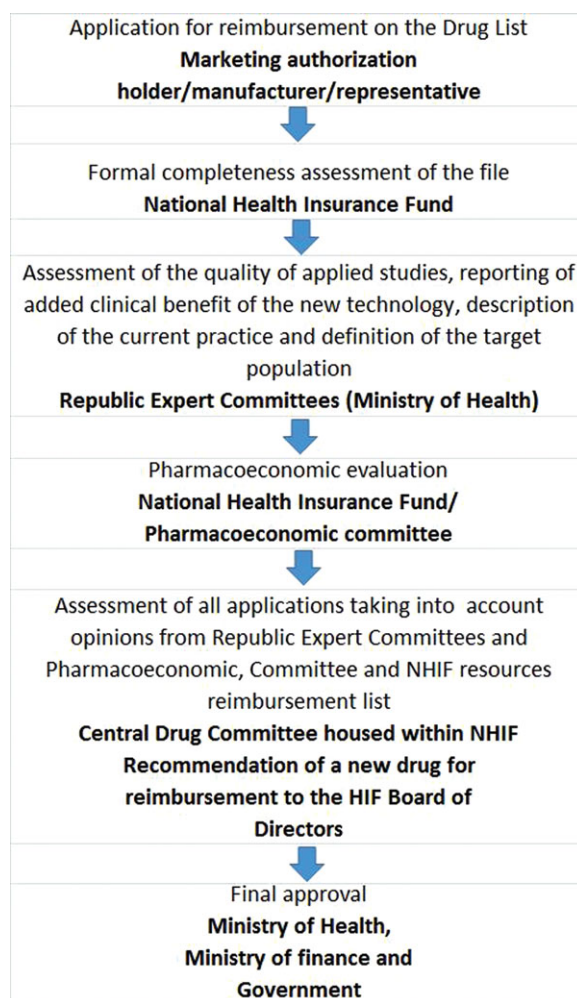 Application for reimbursement on the Drug List
Marketing authorization
holder/manufacturer/representative
Formal completeness assessment of the file
National Health Insurance Fund
Assessment of the quality of applied studies, reporting of
added clinical benefit of the new technology, description
of the current practice and definition of the target
population
Republic Expert Committees (Ministry of Health)
Pharmacoeconomic evaluation
National Health Insurance Fund/
Pharmacoeconomic committee
Assessment of all applications taking into account
opinions from Republic Expert Committees and
Pharmacoeconomic, Committee and NHIF resources
reimbursement list
Central Drug Committee housed within NHIF
Recommendation of a new drug for
reimbursement to the HIF Board of
Directors
Final approval
Ministry of Health,
Ministry of finance and
Government